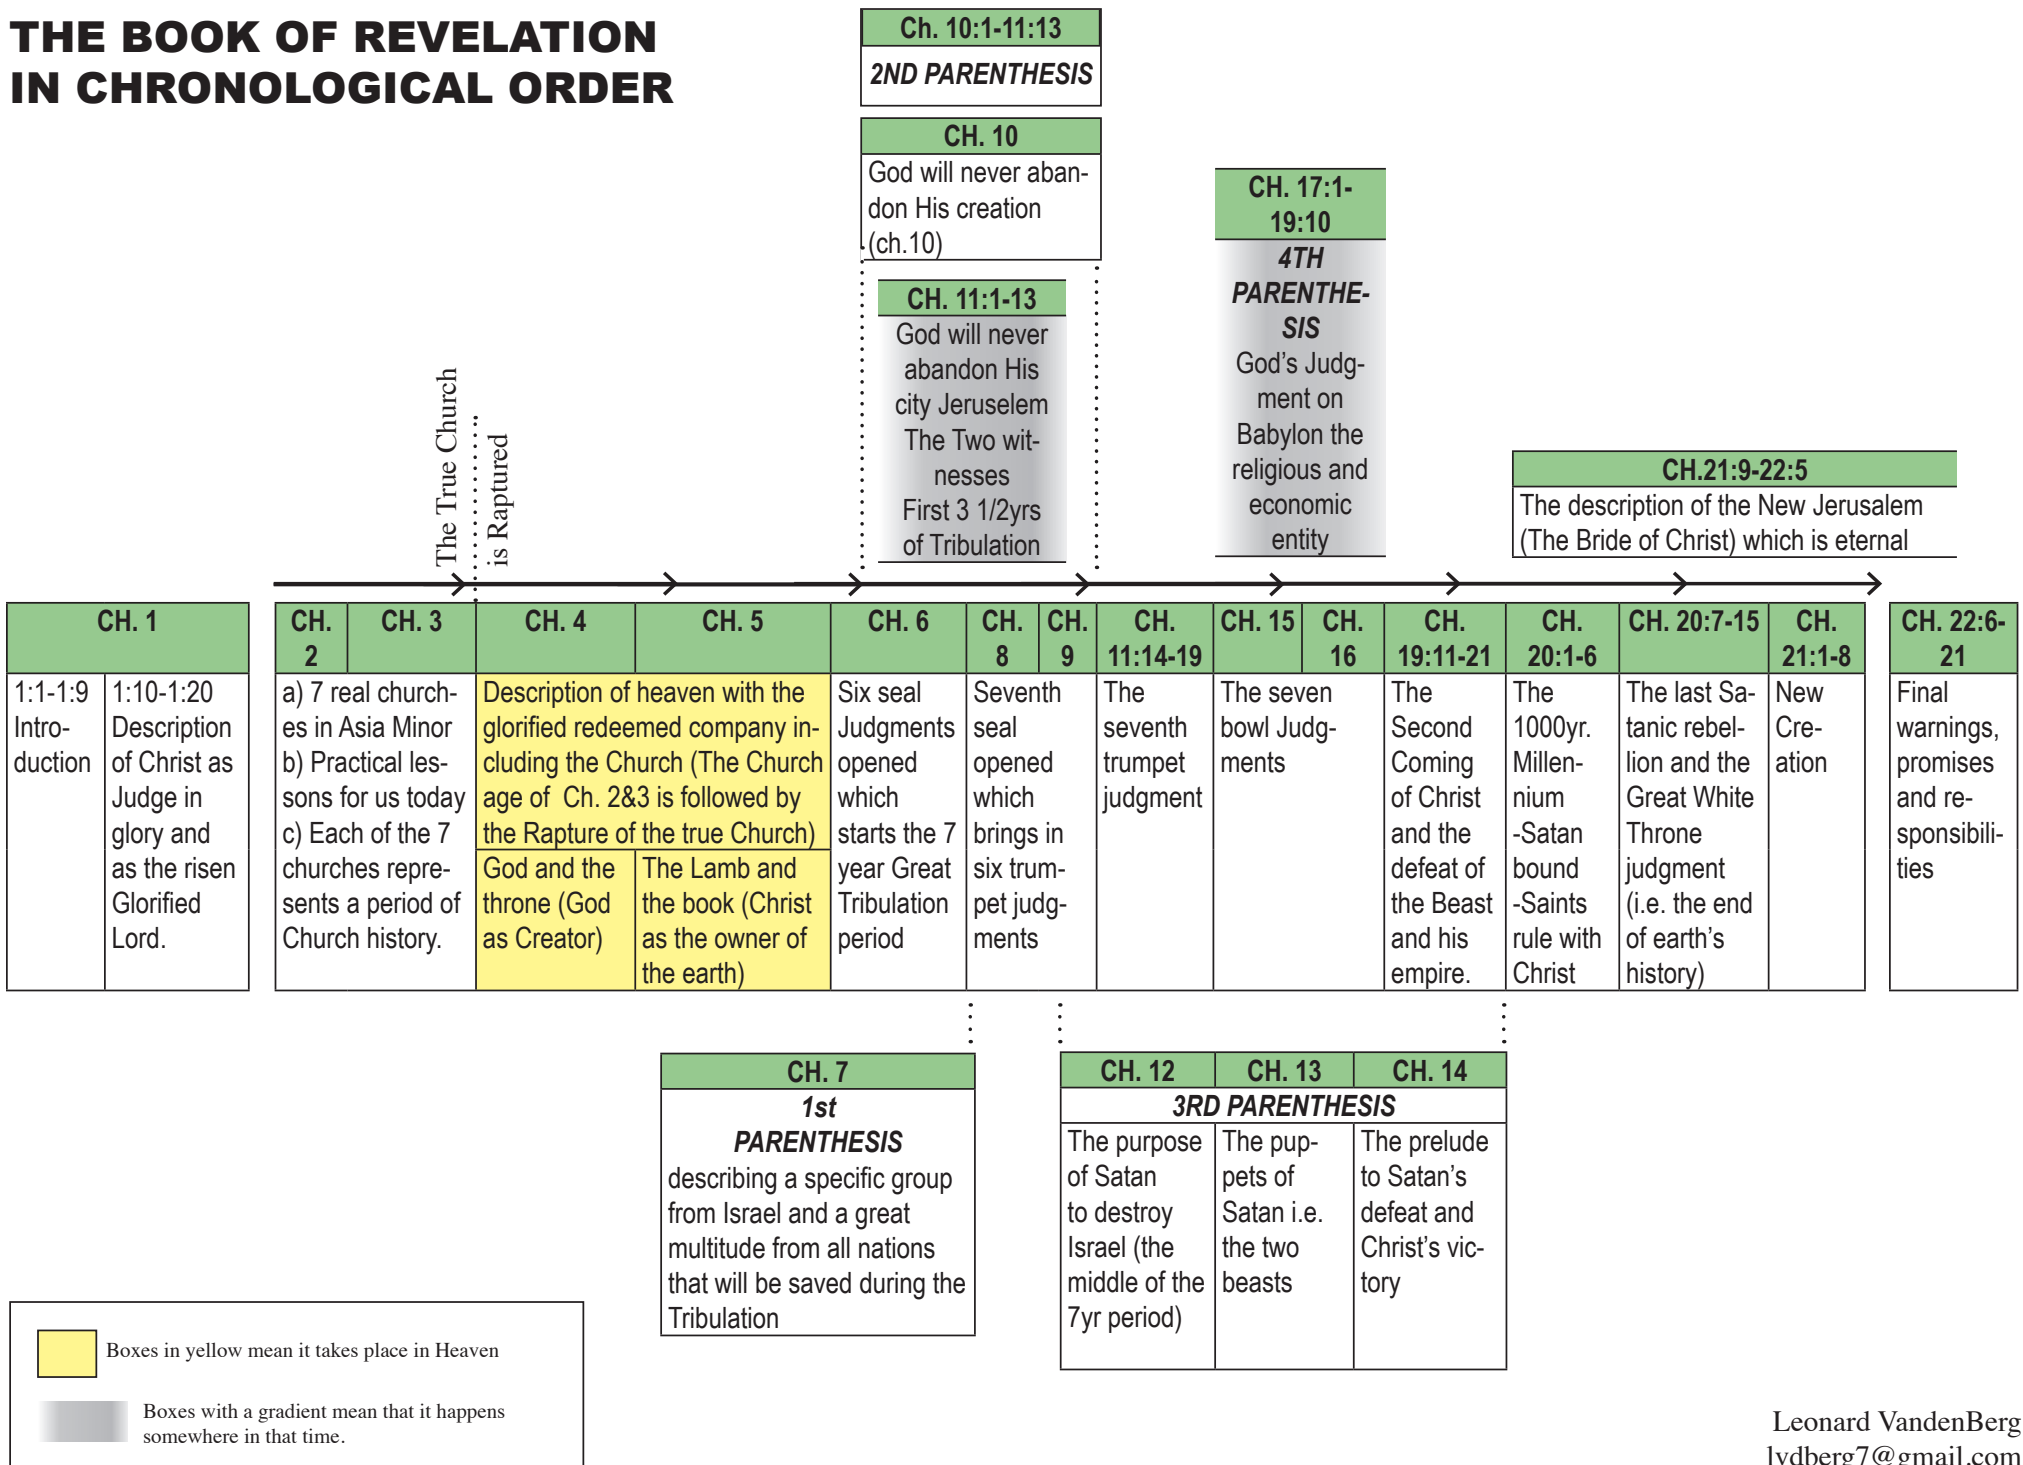 THE BOOK OF REVELATION
IN CHRONOLOGICAL ORDER
Ch. 10:1-11:13
2ND PARENTHESIS
CH. 10
God will never aban-
don His creation
(ch.10)
CH. 11:1-13
God will never
abandon His
city Jeruselem
The Two wit-
nesses
First 3 1/2yrs
of Tribulation
CH. 17:1-
19:10
4TH
PARENTHE-
SIS
God's Judg-
ment on
Babylon the
religious and
economic
entity
CH.21:9-22:5
The description of the New Jerusalem
(The Bride of Christ) which is eternal
The True Church
is Raptured
CH. 1
1:1-1:9
Intro-
duction
1:10-1:20
Description
of Christ as
Judge in
glory and
as the risen
Glorified
Lord.
CH.
2
CH. 3
a) 7 real church-
es in Asia Minor
b) Practical les-
sons for us today
c) Each of the 7
churches repre-
sents a period of
Church history.
CH. 4
CH. 5
Description of heaven with the
glorified redeemed company in-
cluding the Church (The Church
age of  Ch. 2&3 is followed by
the Rapture of the true Church)
God and the
throne (God
as Creator)
The Lamb and
the book (Christ
as the owner of
the earth)
CH. 6
Six seal
Judgments
opened
which
starts the 7
year Great
Tribulation
period
CH.
8
CH.
9
Seventh
seal
opened
which
brings in
six trum-
pet judg-
ments
CH.
11:14-19
The
seventh
trumpet
judgment
CH. 15
CH.
16
The seven
bowl Judg-
ments
CH.
19:11-21
The
Second
Coming
of Christ
and the
defeat of
the Beast
and his
empire.
CH.
20:1-6
The
1000yr.
Millen-
nium
-Satan
bound
-Saints
rule with
Christ
CH. 20:7-15
The last Sa-
tanic rebel-
lion and the
Great White
Throne
judgment
(i.e. the end
of earth's
history)
CH.
21:1-8
New
Cre-
ation
CH. 22:6-
21
Final
warnings,
promises
and re-
sponsibili-
ties
CH. 7
1st
PARENTHESIS
describing a specific group
from Israel and a great
multitude from all nations
that will be saved during the
Tribulation
CH. 12
CH. 13
CH. 14
3RD PARENTHESIS
The purpose
of Satan
to destroy
Israel (the
middle of the
7yr period)
The pup-
pets of
Satan i.e.
the two
beasts
The prelude
to Satan's
defeat and
Christ's vic-
tory
Boxes in yellow mean it takes place in Heaven
Boxes with a gradient mean that it happens
somewhere in that time.
Leonard VandenBerg
lvdberg7@gmail.com